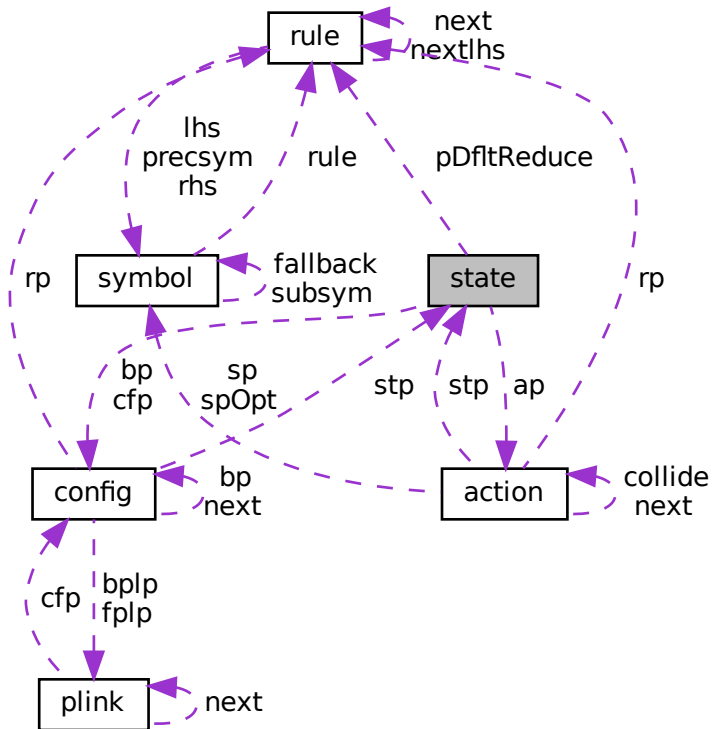 rule
next
nextlhs
lhs
precsym
rhs
rule
pDfltReduce
rp
symbol
fallback
subsym
state
rp
bp
cfp
sp
spOpt
stp
stp
ap
config
bp
next
action
collide
next
cfp
bplp
fplp
plink
next